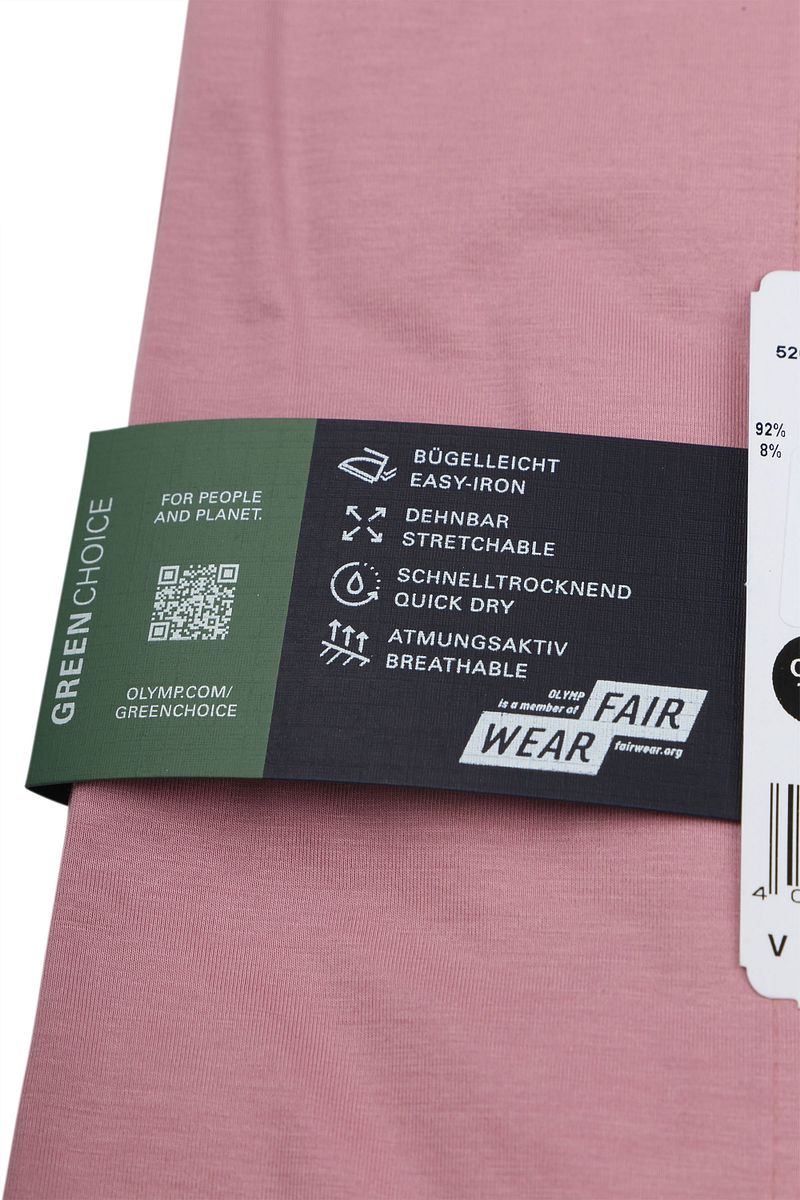 GREEN CHOICE
FOR PEOPLE
AND PLANET.
OLYMP.COM/
GREENCHOICE
BÜGELLEICHT
EASY-IRON
DEHNBAR
STRETCHABLE
SCHNELLTROCKNEND
QUICK DRY
ATMUNGSAKTIV
BREATHABLE
OLYMP
is a member of
FAIR
WEAR
fairwear.org
92%
8%
4
V